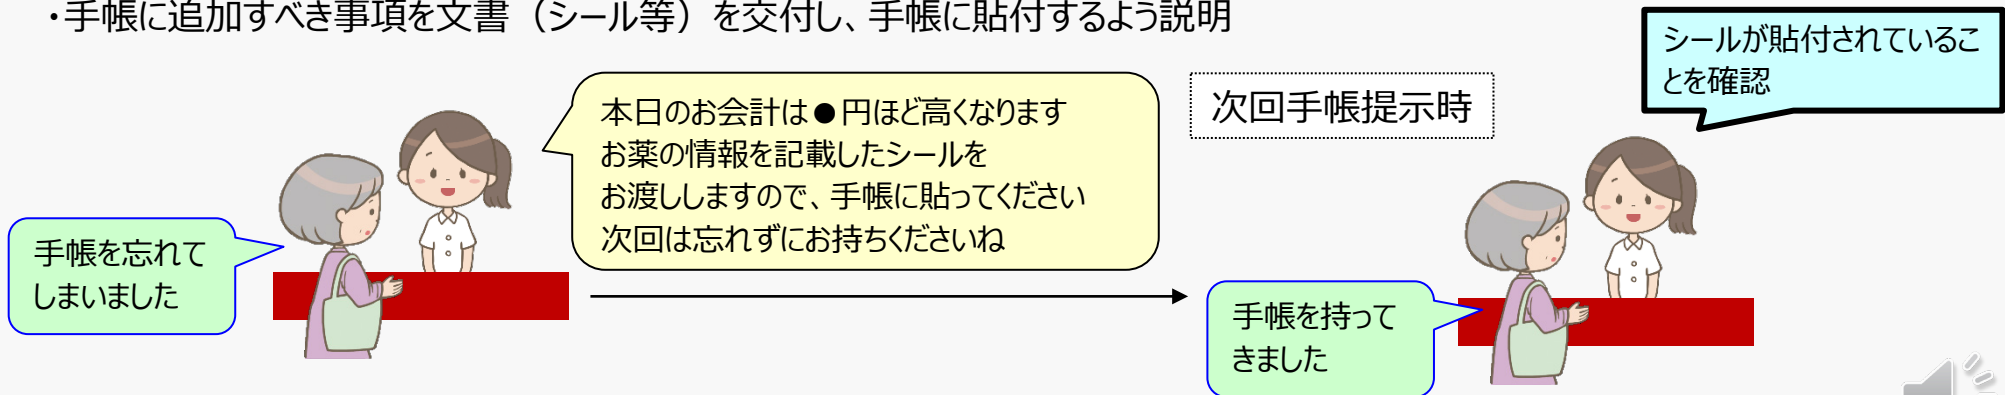 ・手帳に追加すべき事項を文書（シール等）を交付し、手帳に貼付するよう説明
手帳を忘れて
しまいました
本日のお会計は●円ほど高くなります
お薬の情報を記載したシールを
お渡ししますので、手帳に貼ってください
次回は忘れずにお持ちくださいね
次回手帳提示時
シールが貼付されているこ
とを確認
手帳を持って
きました